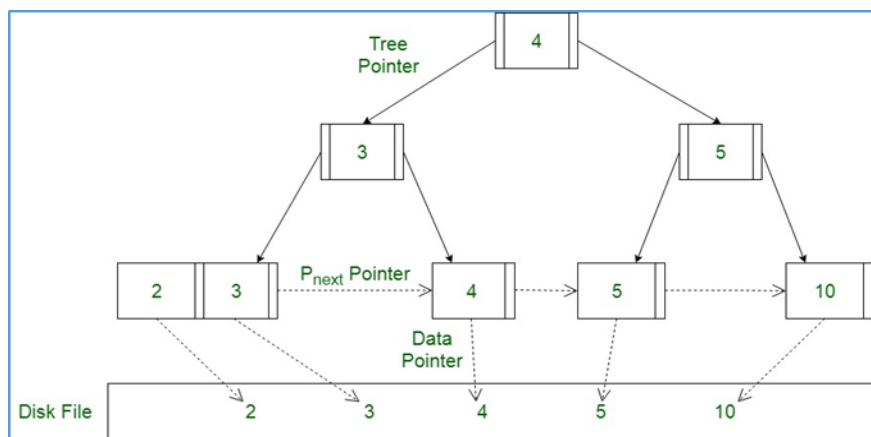 4
Tree
Pointer
3
5
2 3 P_next Pointer 4 5 10
Data
Pointer
Disk File 2 3 4 5 10